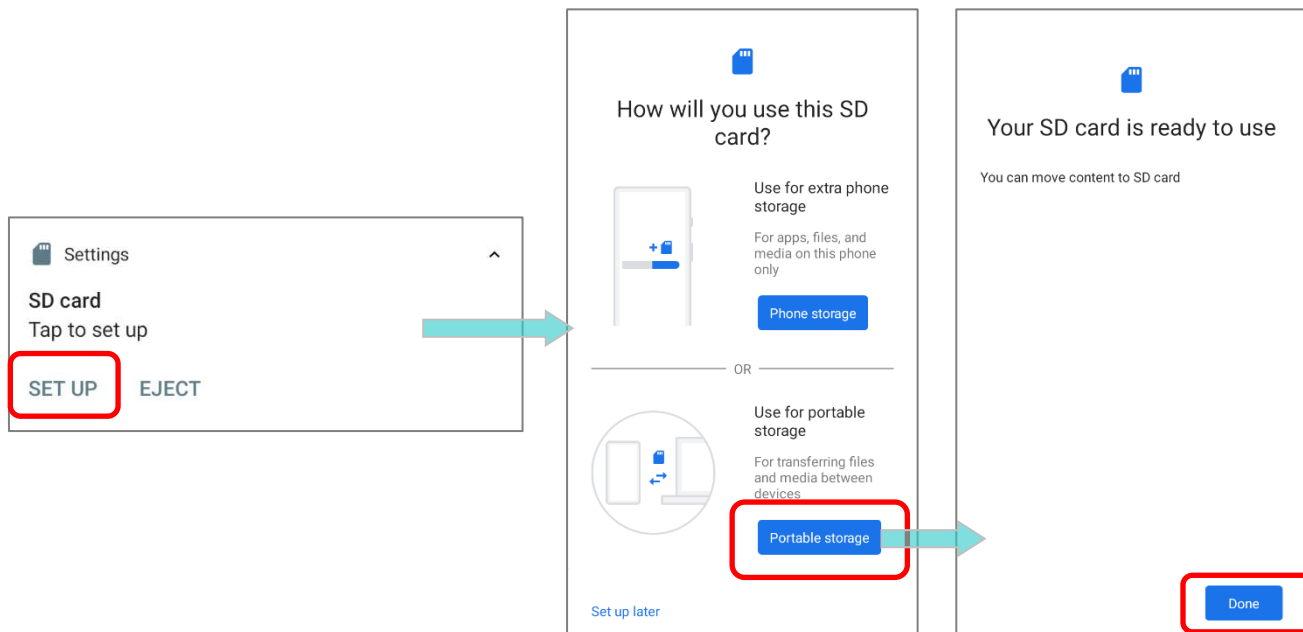 Settings
SD card
Tap to set up
SET UP EJECT
How will you use this SD
card?
Use for extra phone
storage
For apps, files, and
media on this phone
only
Phone storage
OR
Use for portable
storage
For transferring files
and media between
devices
Portable storage
Set up later
Your SD card is ready to use
You can move content to SD card
Done